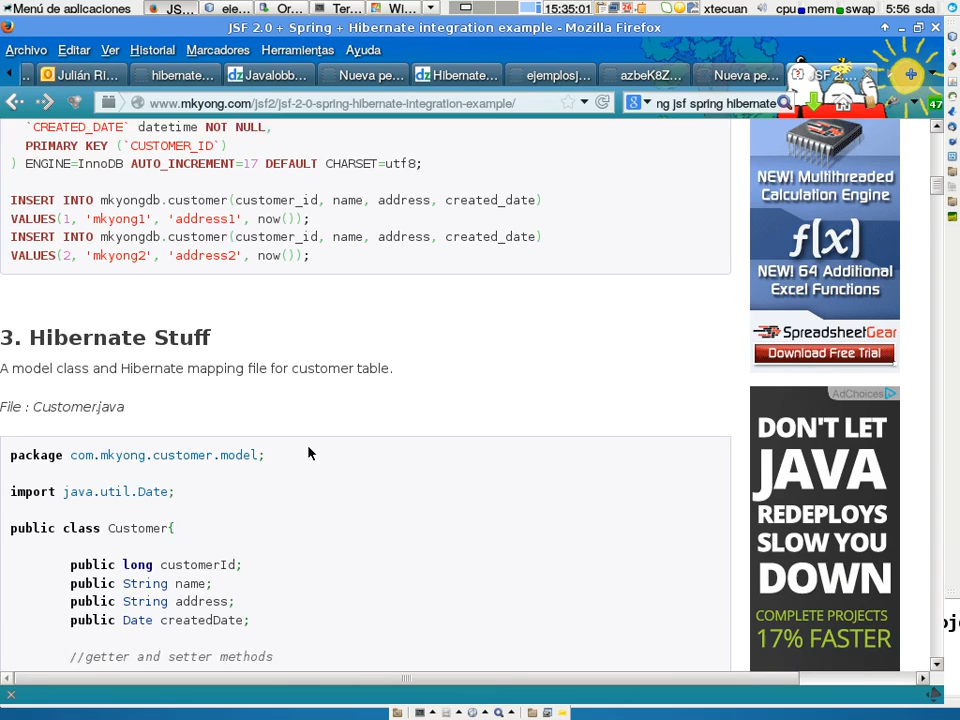 Menú de aplicaciones JS... ele... Or... Ter... Wi... 15:35:01 xtecuan cpu mem swap 5:56 sda
JSF 2.0 + Spring + Hibernate integration example - Mozilla Firefox
Archivo Editar Ver Historial Marcadores Herramientas Ayuda
Julián Ri... hibernate... Javalobb... Nueva pe... Hibernate... ejemplosj... azbeK8Z... Nueva pe... JSF 2....
www.mkyong.com/jsf2/jsf-2-0-spring-hibernate-integration-example/ ng jsf spring hibernate 47
`CREATED_DATE` datetime NOT NULL,
PRIMARY KEY (`CUSTOMER_ID`)
) ENGINE=InnoDB AUTO_INCREMENT=17 DEFAULT CHARSET=utf8;
INSERT INTO mkyongdb.customer(customer_id, name, address, created_date)
VALUES(1, 'mkyong1', 'address1', now());
INSERT INTO mkyongdb.customer(customer_id, name, address, created_date)
VALUES(2, 'mkyong2', 'address2', now());
3. Hibernate Stuff
A model class and Hibernate mapping file for customer table.
File : Customer.java
package com.mkyong.customer.model;
import java.util.Date;
public class Customer{
public long customerId;
public String name;
public String address;
public Date createdDate;
//getter and setter methods
NEW! Multithreaded
Calculation Engine
f(x)
NEW! 64 Additional
Excel Functions
SpreadsheetGear
Download Free Trial
AdChoices
DON'T LET
JAVA
REDEPLOYS
SLOW YOU
DOWN
COMPLETE PROJECTS
17% FASTER